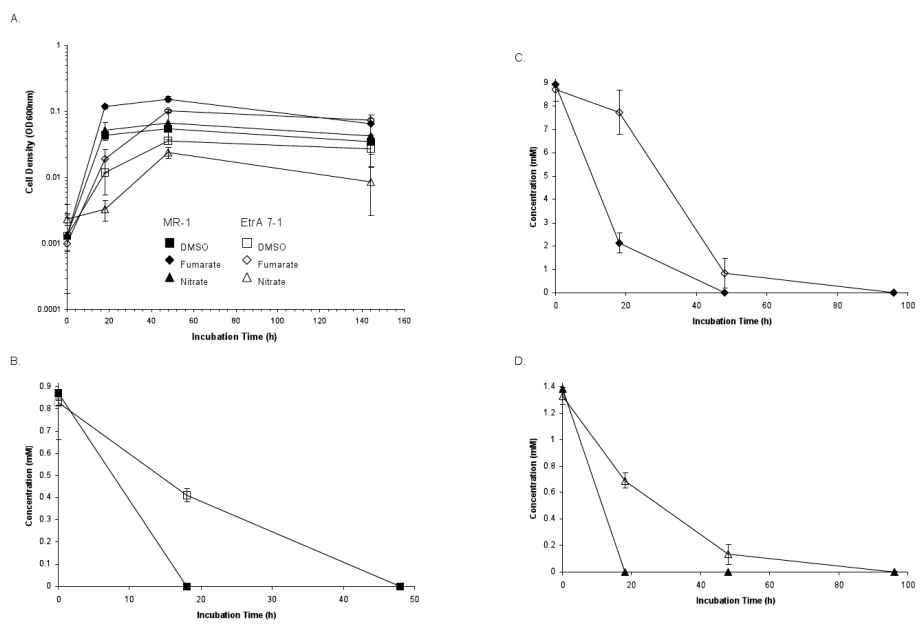 A.
1
0.1
0.01
0.001
0.0001
Cell Density (OD600nm)
MR-1 EtrA 7-1
DMSO DMSO
Fumarate Fumarate
Nitrate Nitrate
0 20 40 60 80 100 120 140 160
Incubation Time (h)
B.
0.9
0.8
0.7
0.6
0.5
0.4
0.3
0.2
0.1
0
Concentration (mM)
0 10 20 30 40 50
Incubation Time (h)
C.
9
8
7
6
5
4
3
2
1
0
Concentration (mM)
0 20 40 60 80 100
Incubation Time (h)
D.
1.4
1.2
1
0.8
0.6
0.4
0.2
0
Concentration (mM)
0 20 40 60 80 100
Incubation Time (h)